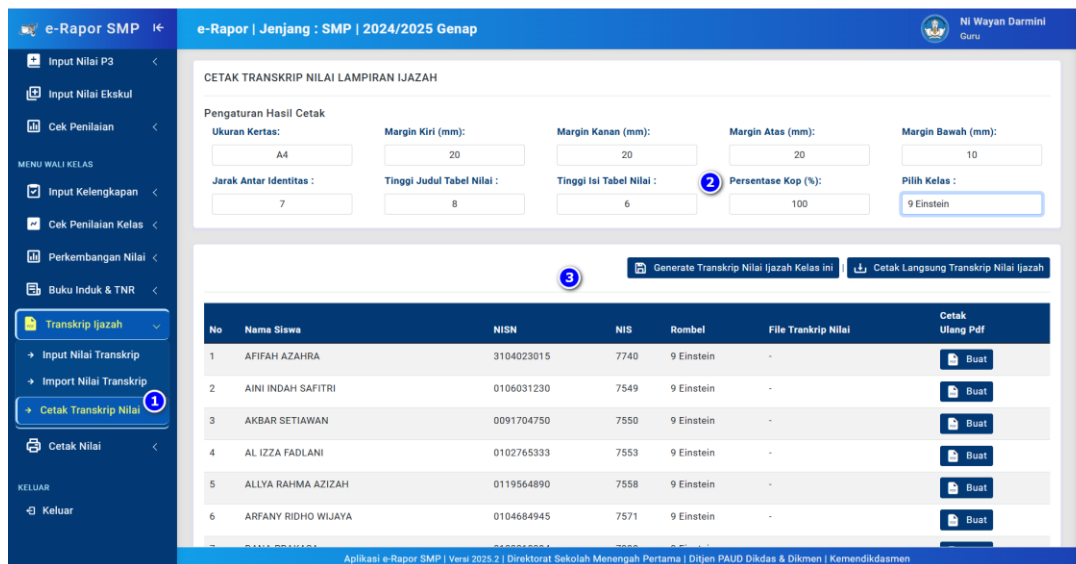 e-Rapor SMP
e-Rapor | Jenjang : SMP | 2024/2025 Genap
Ni Wayan Darmini
Guru
Input Nilai P3
Input Nilai Ekskul
Cek Penilaian
MENU WALI KELAS
Input Kelengkapan
Cek Penilaian Kelas
Perkembangan Nilai
Buku Induk & TNR
Transkrip Ijazah
Input Nilai Transkrip
Import Nilai Transkrip
Cetak Transkrip Nilai
1
Cetak Nilai
KELUAR
Keluar
CETAK TRANSKRIP NILAI LAMPIRAN IJAZAH
Pengaturan Hasil Cetak
Ukuran Kertas: Margin Kiri (mm): Margin Kanan (mm): Margin Atas (mm): Margin Bawah (mm):
A4 20 20 20 10
Jarak Antar Identitas : Tinggi Judul Tabel Nilai : Tinggi Isi Tabel Nilai : 2 Persentase Kop (%): Pilih Kelas :
7 8 6 100 9 Einstein
3 Generate Transkrip Nilai Ijazah Kelas ini | Cetak Langsung Transkrip Nilai Ijazah
No Nama Siswa NISN NIS Rombel File Trankrip Nilai Cetak
Ulang Pdf
1 AFIFAH AZAHRA 3104023015 7740 9 Einstein - Buat
2 AINI INDAH SAFITRI 0106031230 7549 9 Einstein - Buat
3 AKBAR SETIAWAN 0091704750 7550 9 Einstein - Buat
4 AL IZZA FADLANI 0102765333 7553 9 Einstein - Buat
5 ALLYA RAHMA AZIZAH 0119564890 7558 9 Einstein - Buat
6 ARFANY RIDHO WIJAYA 0104684945 7571 9 Einstein - Buat
Aplikasi e-Rapor SMP | Versi 2025.2 | Direktorat Sekolah Menengah Pertama | Ditjen PAUD Dikdas & Dikmen | Kemendikdasmen